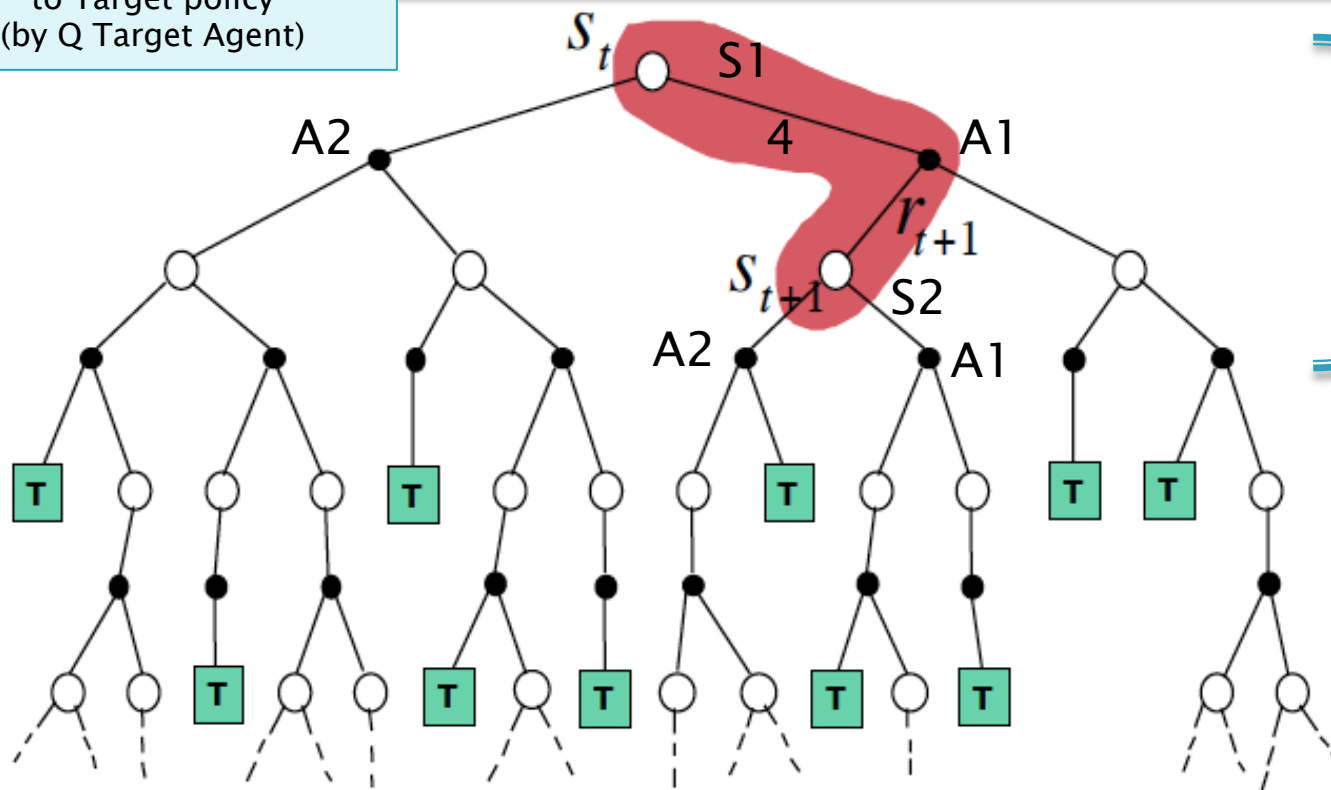 to Target policy
(by Q Target Agent)
St
S1
A2
4
A1
rt+1
St+1
S2
A2
A1
T
T
T
T
T
T
T
T
T
T
T